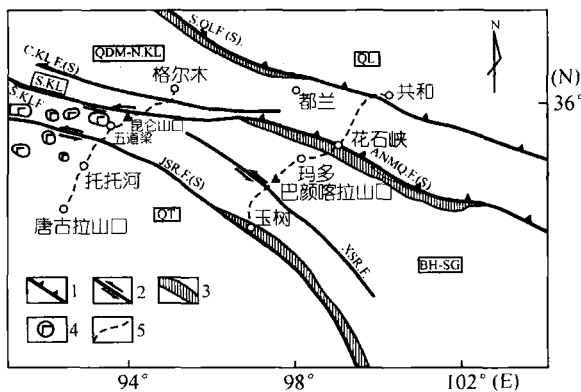 S.QLF.(S).
N
QDM-N.KL
QL
C.KLF.(S)
格尔木
(N)
S.KL
都兰
共和
36°
S.KLF
昆仑山口
五道梁
花石峡
ANMQ.F.(S)
玛多
托托河
JSR.F.(S)
巴颜喀拉山口
QT
唐古拉山口
玉树
XSR.F
BH-SG
1
2
3
4
5
94°
98°
102° (E)